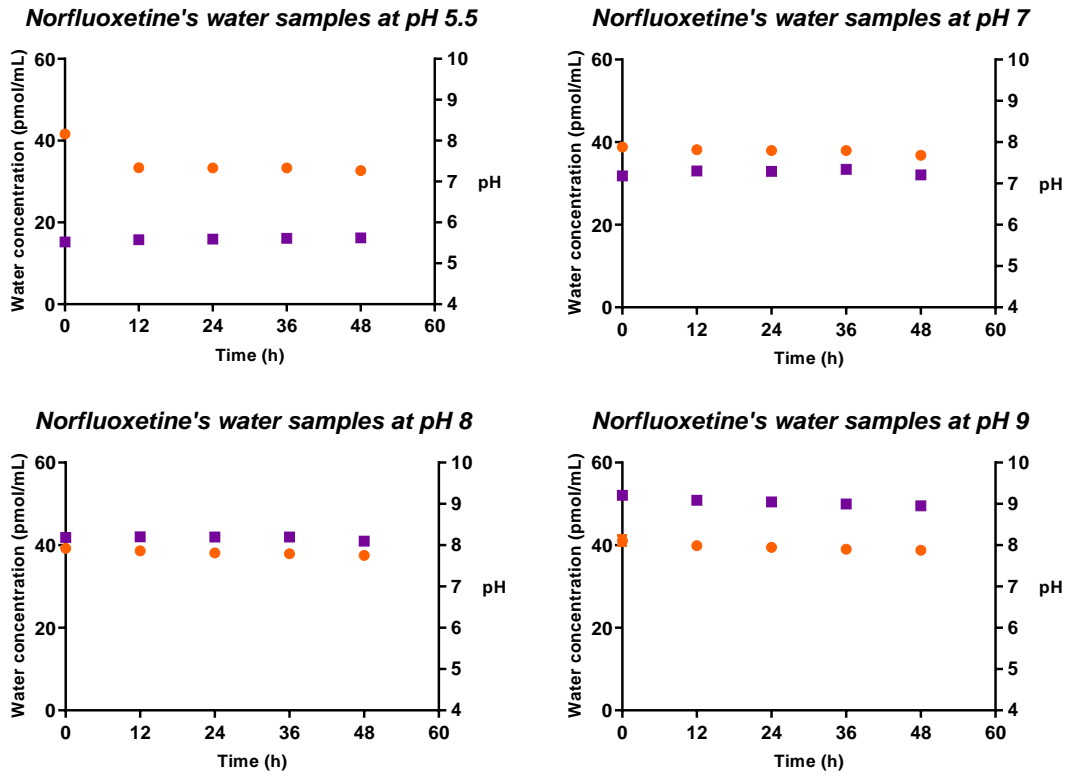 Norfluoxetine's water samples at pH 5.5
Water concentration (pmol/mL)
60
40
20
0
10
9
8
7
6
5
4
pH
0 12 24 36 48 60
Time (h)
Norfluoxetine's water samples at pH 7
Water concentration (pmol/mL)
60
40
20
0
10
9
8
7
6
5
4
pH
0 12 24 36 48 60
Time (h)
Norfluoxetine's water samples at pH 8
Water concentration (pmol/mL)
60
40
20
0
10
9
8
7
6
5
4
pH
0 12 24 36 48 60
Time (h)
Norfluoxetine's water samples at pH 9
Water concentration (pmol/mL)
60
40
20
0
10
9
8
7
6
5
4
pH
0 12 24 36 48 60
Time (h)